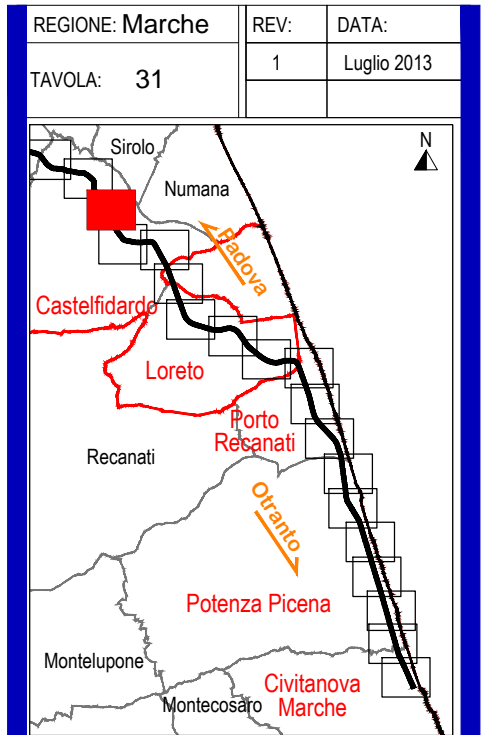 REGIONE: Marche
REV:
DATA:
1
Luglio 2013
TAVOLA: 31
N
Sirolo
Numana
Padova
Castelfidardo
Loreto
Porto
Recanati
Recanati
Otranto
Potenza Picena
Montelupone
Civitanova
Marche
Montecosaro